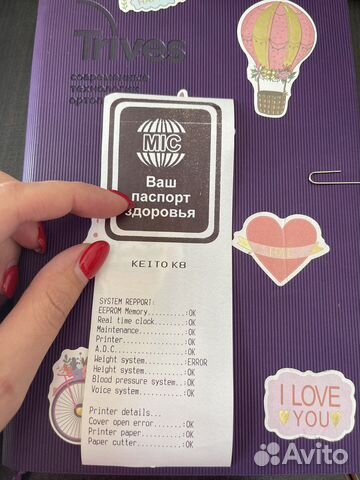 Trives
современные
технологии
MIC
Ваш
паспорт
здоровья
KEITO K8
SYSTEM REPPORT:
EEPROM Memory.........:OK
Real time clock.......:OK
Maintenance...........:OK
Printer...............:OK
A.D.C.................:OK
Weight system.........:ERROR
Height system.........:OK
Blood pressure system.:OK
Voice system..........:OK
Printer details...
Cover open error......:OK
Printer paper.........:OK
Paper cutter..........:OK
I LOVE
YOU
Avito